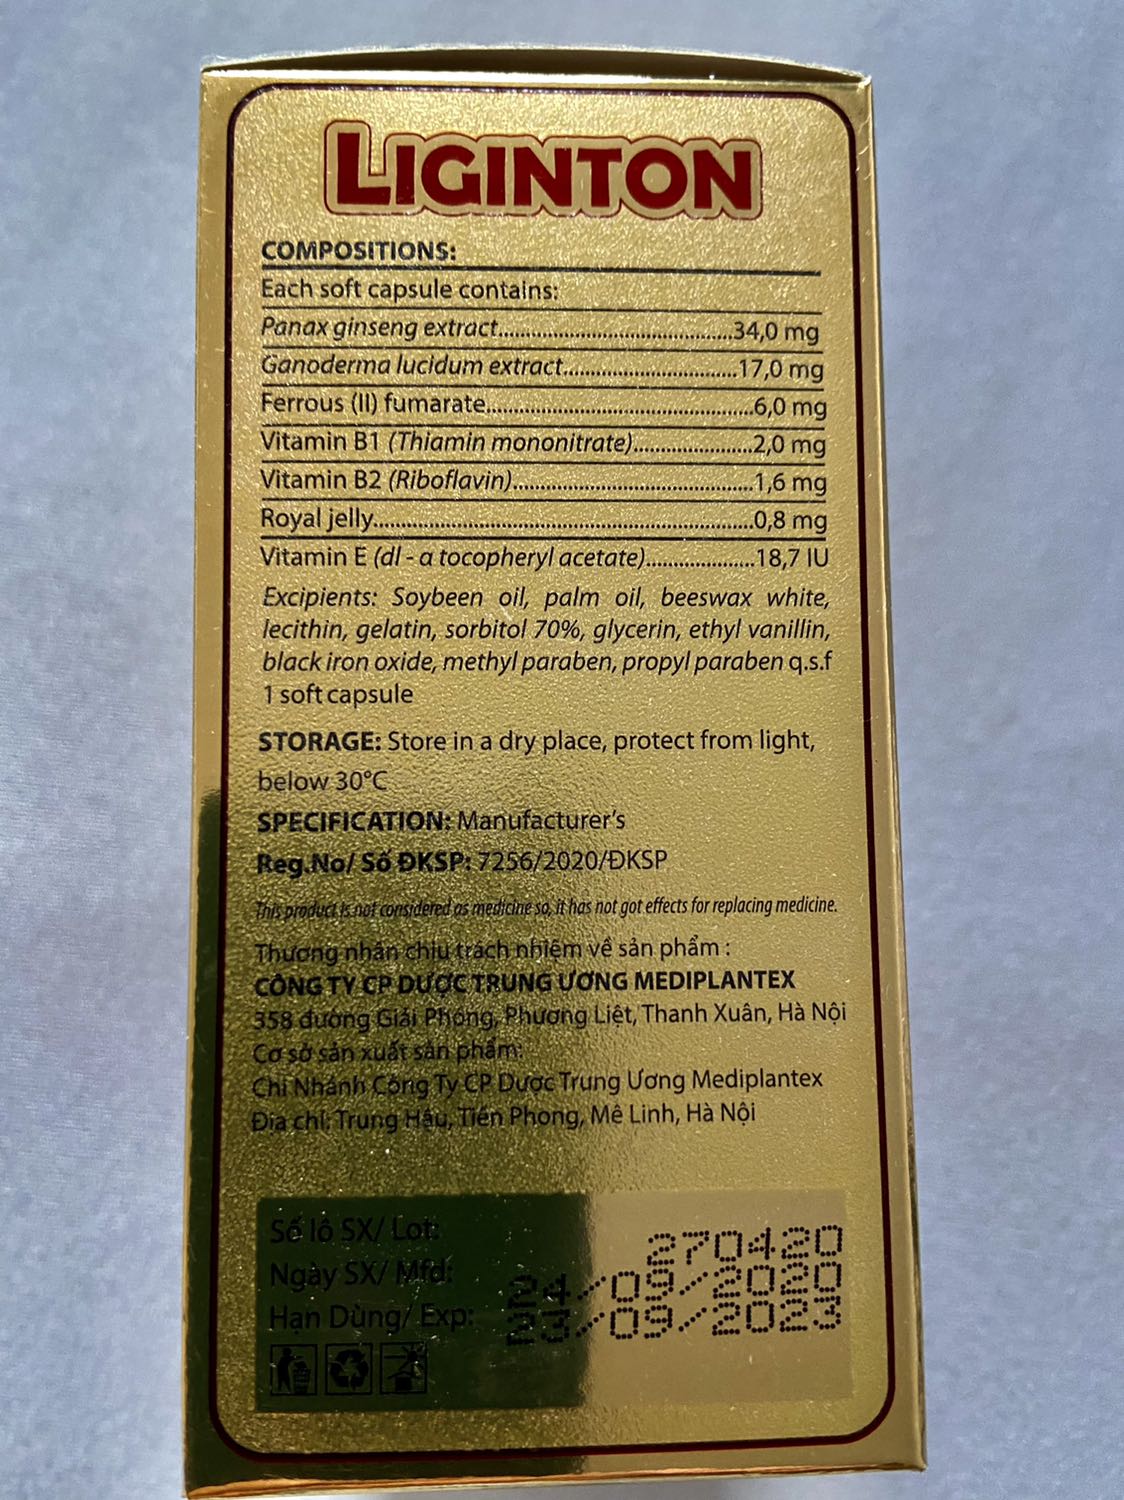 LIGINTON
COMPOSITIONS:
Each soft capsule contains:
Panax ginseng extract.............................................34,0 mg
Ganoderma lucidum extract.................................17,0 mg
Ferrous (II) fumarate...................................................6,0 mg
Vitamin B1 (Thiamin mononitrate).......................2,0 mg
Vitamin B2 (Riboflavin)..............................................1,6 mg
Royal jelly.........................................................................0,8 mg
Vitamin E (dl - a tocopheryl acetate).....................18,7 IU
Excipients: Soybeen oil, palm oil, beeswax white,
lecithin, gelatin, sorbitol 70%, glycerin, ethyl vanillin,
black iron oxide, methyl paraben, propyl paraben q.s.f
1 soft capsule
STORAGE: Store in a dry place, protect from light,
below 30°C
SPECIFICATION: Manufacturer's
Reg.No/ Số ĐKSP: 7256/2020/ĐKSP
This product is not considered as medicine so, it has not got effects for replacing medicine.
Thương nhân chịu trách nhiệm về sản phẩm :
CÔNG TY CP DƯỢC TRUNG ƯƠNG MEDIPLANTEX
358 đường Giải Phóng, Phương Liệt, Thanh Xuân, Hà Nội
Cơ sở sản xuất sản phẩm:
Chi Nhánh Công Ty CP Dược Trung Ương Mediplantex
Địa chỉ: Trung Hậu, Tiền Phong, Mê Linh, Hà Nội
Số lô SX/ Lot: 270420
Ngày SX/ Mfd: 24/09/2020
Hạn Dùng/ Exp: 23/09/2023